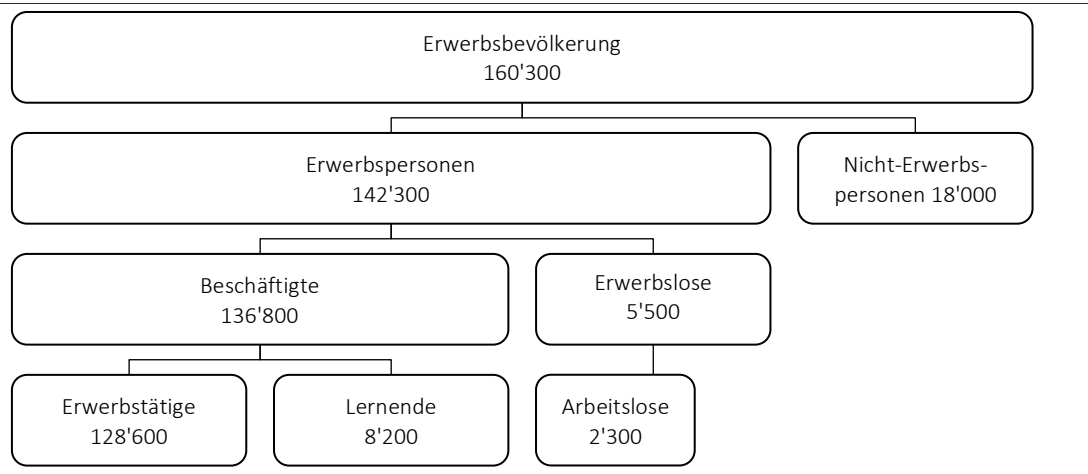 Erwerbsbevölkerung
160'300
Erwerbspersonen
142'300
Nicht-Erwerbs-
personen 18'000
Beschäftigte
136'800
Erwerbslose
5'500
Erwerbstätige
128'600
Lernende
8'200
Arbeitslose
2'300